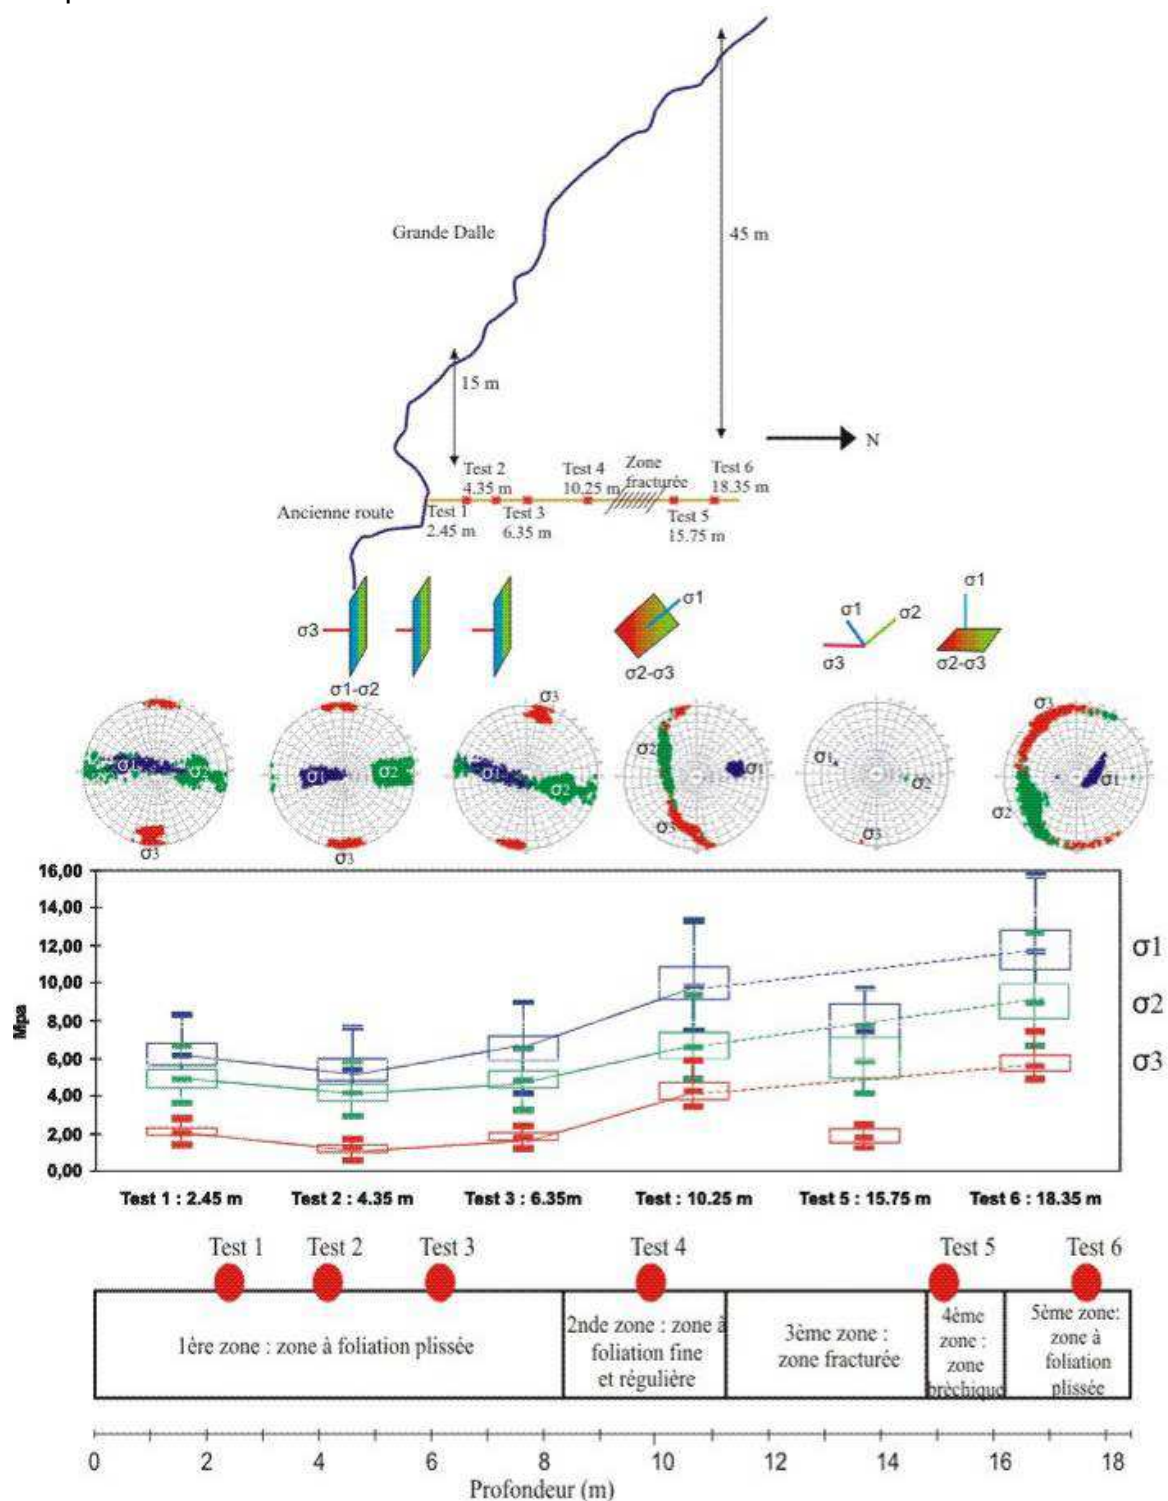 45 m
Grande Dalle
15 m
N
Test 2
4.35 m
Test 4
10.25 m
Zone
fracturée
Test 6
18.35 m
Ancienne route
Test 1
2.45 m
Test 3
6.35 m
Test 5
15.75 m
σ3
σ1-σ2
σ1
σ2-σ3
σ1
σ2
σ3
σ1
σ2-σ3
σ1
σ2
σ3
σ1
σ2
σ3
σ3
σ1
σ2
σ2
σ1
σ3
σ1
σ2
σ3
σ3
σ1
σ2
16,00
14,00
12,00
10,00
8,00
6,00
4,00
2,00
0,00
Mpa
σ1
σ2
σ3
Test 1 : 2.45 m
Test 2 : 4.35 m
Test 3 : 6.35m
Test : 10.25 m
Test 5 : 15.75 m
Test 6 : 18.35 m
Test 1
Test 2
Test 3
Test 4
Test 5
Test 6
1ère zone : zone à foliation plissée
2nde zone : zone à
foliation fine
et régulière
3ème zone :
zone fracturée
4ème
zone :
zone
brèchique
5ème zone:
zone à
foliation
plissée
0 2 4 6 8 10 12 14 16 18
Profondeur (m)